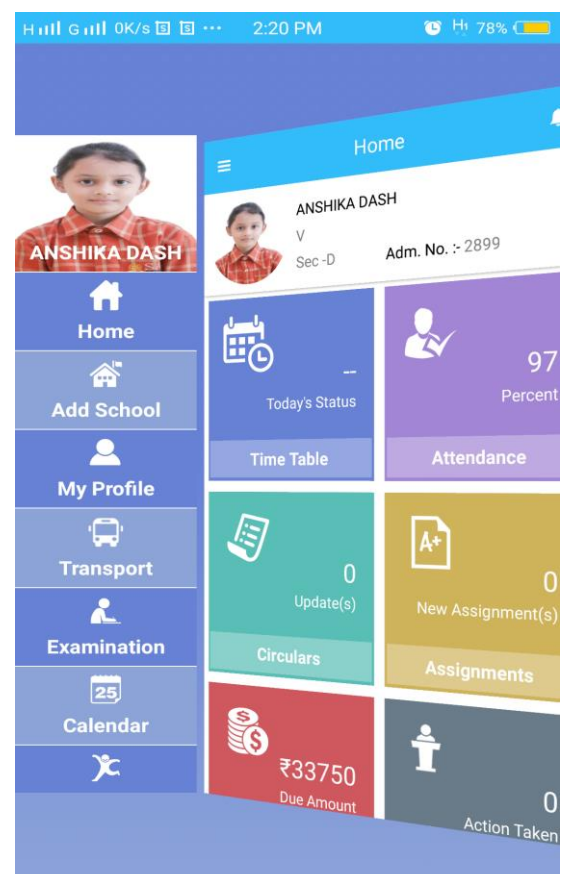 H G 0K/s S S ... 2:20 PM H 78%
ANSHIKA DASH
Home
Add School
My Profile
Transport
Examination
25
Calendar
Home
ANSHIKA DASH
V
Sec -D Adm. No. :- 2899
--
Today's Status
Time Table
97
Percent
Attendance
0
Update(s)
Circulars
A+
0
New Assignment(s)
Assignments
$
$
₹33750
Due Amount
0
Action Taken